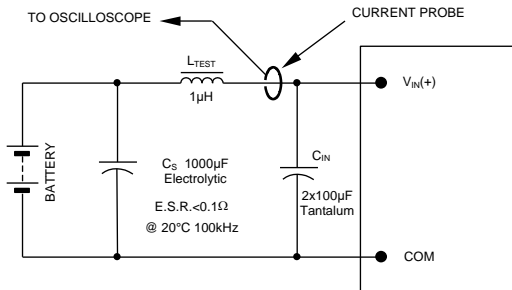 TO OSCILLOSCOPE
CURRENT PROBE
LTEST
1μH
VIN(+)
BATTERY
CS 1000μF
Electrolytic
E.S.R.<0.1Ω
@ 20°C 100kHz
CIN
2x100μF
Tantalum
COM